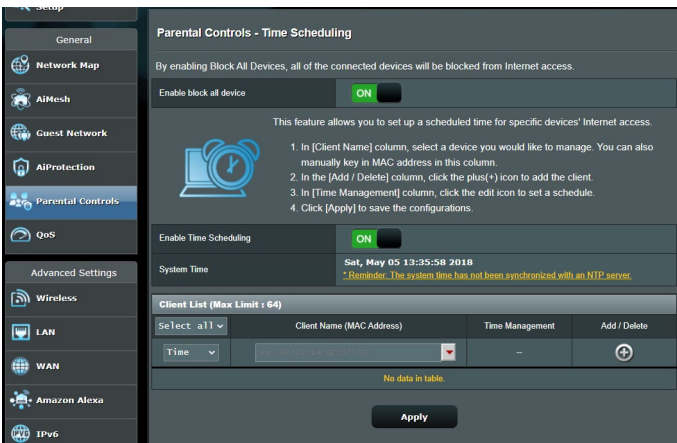 Setup
General
Network Map
AiMesh
Guest Network
AiProtection
Parental Controls
QoS
Advanced Settings
Wireless
LAN
WAN
Amazon Alexa
IPv6
Parental Controls - Time Scheduling
By enabling Block All Devices, all of the connected devices will be blocked from Internet access.
Enable block all device
ON
This feature allows you to set up a scheduled time for specific devices' Internet access.
1. In [Client Name] column, select a device you would like to manage. You can also
manually key in MAC address in this
column.
2. In the [Add / Delete] column, click the plus(+) icon to add the
client.
3. In [Time Management] column, click the edit icon to set a schedule.
4. Click [Apply] to save the configurations.
Enable Time Scheduling
ON
System Time
Sat, May 05 13:35:58 2018
* Reminder: The system time has not been synchronized with an NTP server.
Client List (Max Limit : 64)
Select all
Client Name (MAC Address)
Time Management
Add / Delete
Time
--
No data in table.
Apply